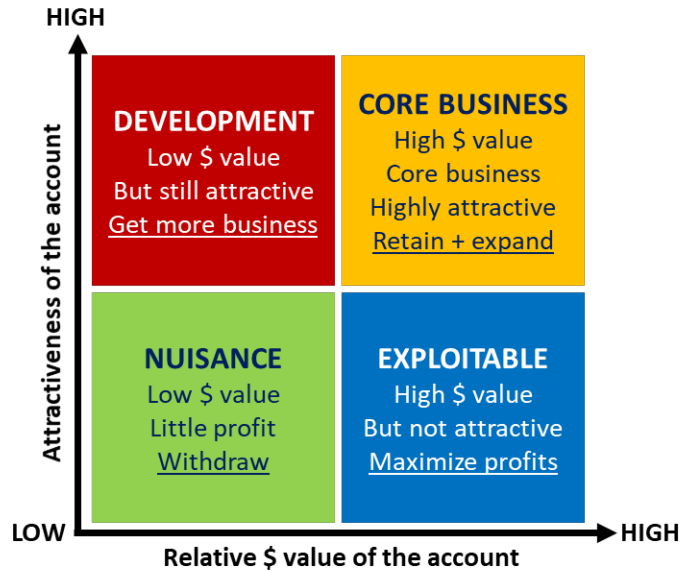 HIGH
Attractiveness of the account
DEVELOPMENT
Low $ value
But still attractive
Get more business
CORE BUSINESS
High $ value
Core business
Highly attractive
Retain + expand
NUISANCE
Low $ value
Little profit
Withdraw
EXPLOITABLE
High $ value
But not attractive
Maximize profits
LOW
HIGH
Relative $ value of the account